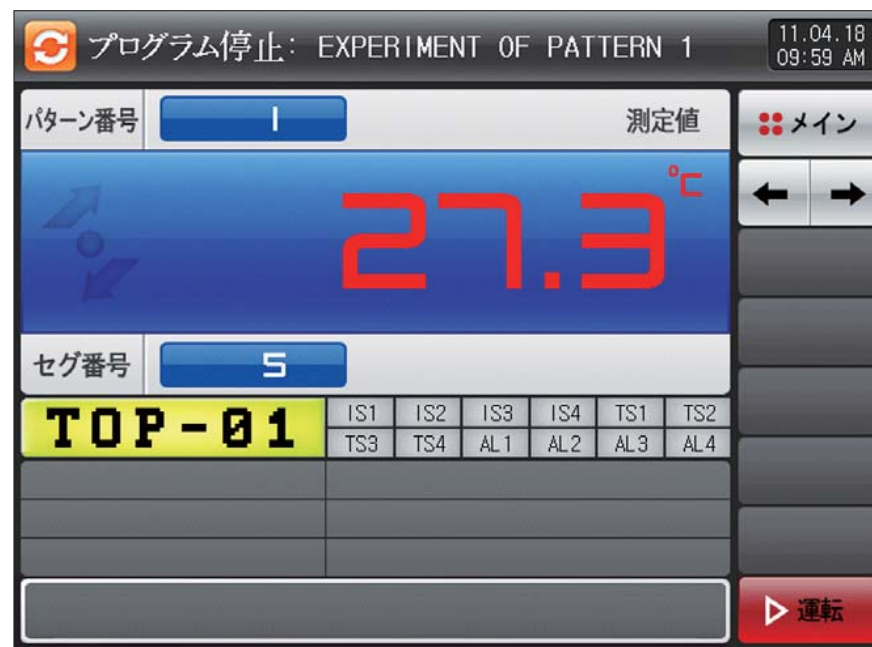 プログラム停止: EXPERIMENT OF PATTERN 1
11.04.18
09:59 AM
パターン番号 1 測定値
メイン
27.3 ℃
セグ番号 5
TOP-01
IS1 IS2 IS3 IS4 TS1 TS2
TS3 TS4 AL1 AL2 AL3 AL4
運転